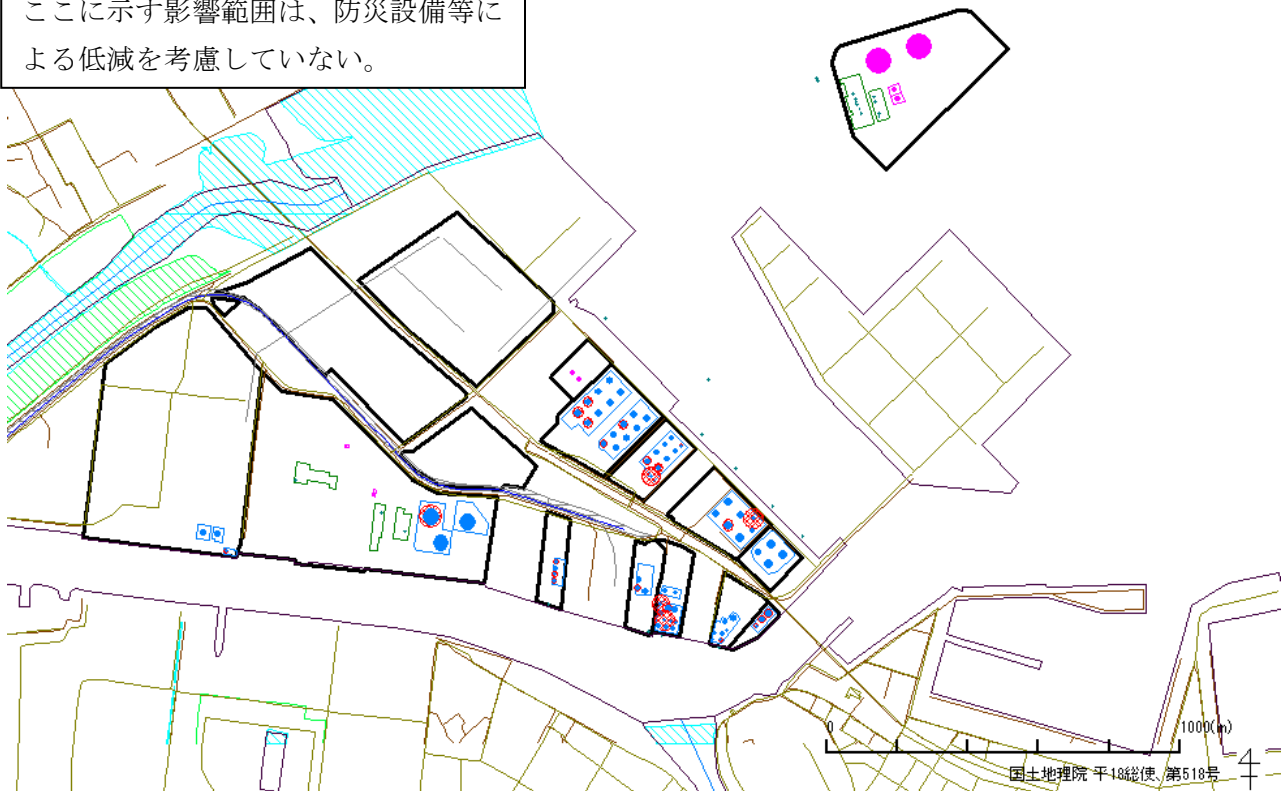 ここに示す影響範囲は、防災設備等に
よる低減を考慮していない。
0
1000(m)
国土地理院 平18総使、第518号